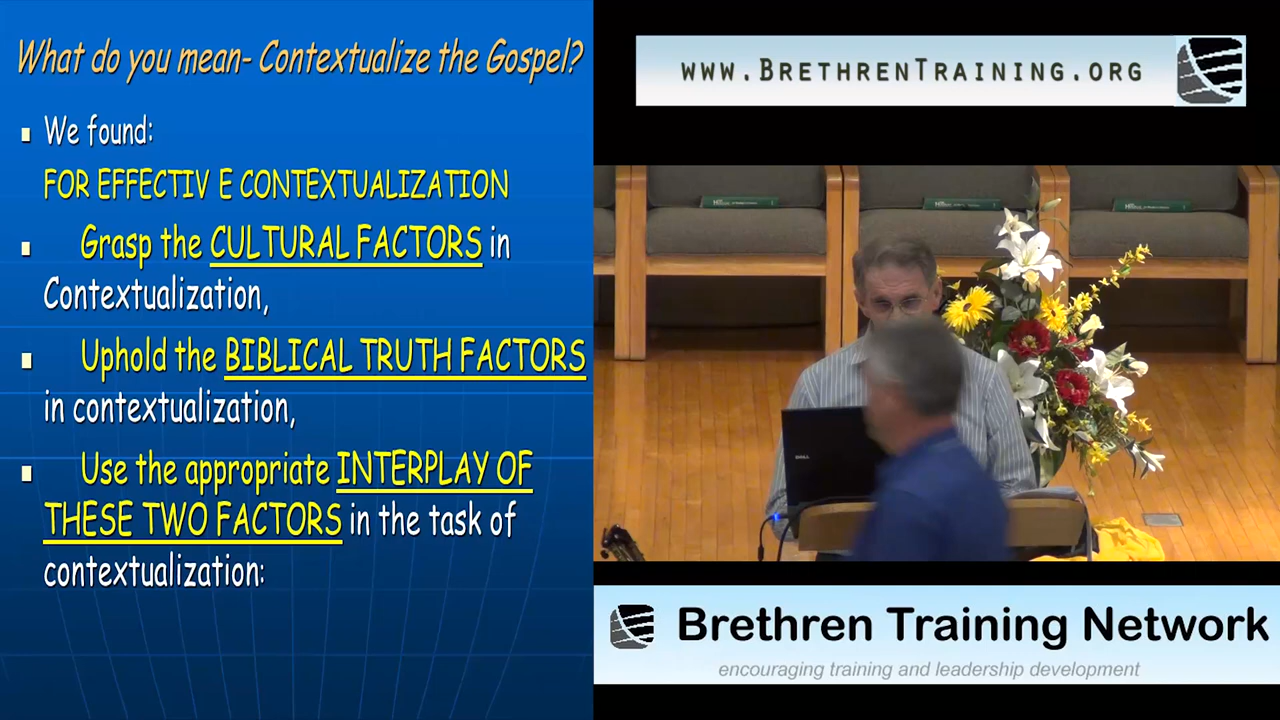 What do you mean- Contextualize the Gospel?
We found:
FOR EFFECTIV E CONTEXTUALIZATION
Grasp the CULTURAL FACTORS in
Contextualization,
Uphold the BIBLICAL TRUTH FACTORS
in contextualization,
Use the appropriate INTERPLAY OF
THESE TWO FACTORS in the task of
contextualization:
www.BrethrenTraining.org
DELL
Brethren Training Network
encouraging training and leadership development